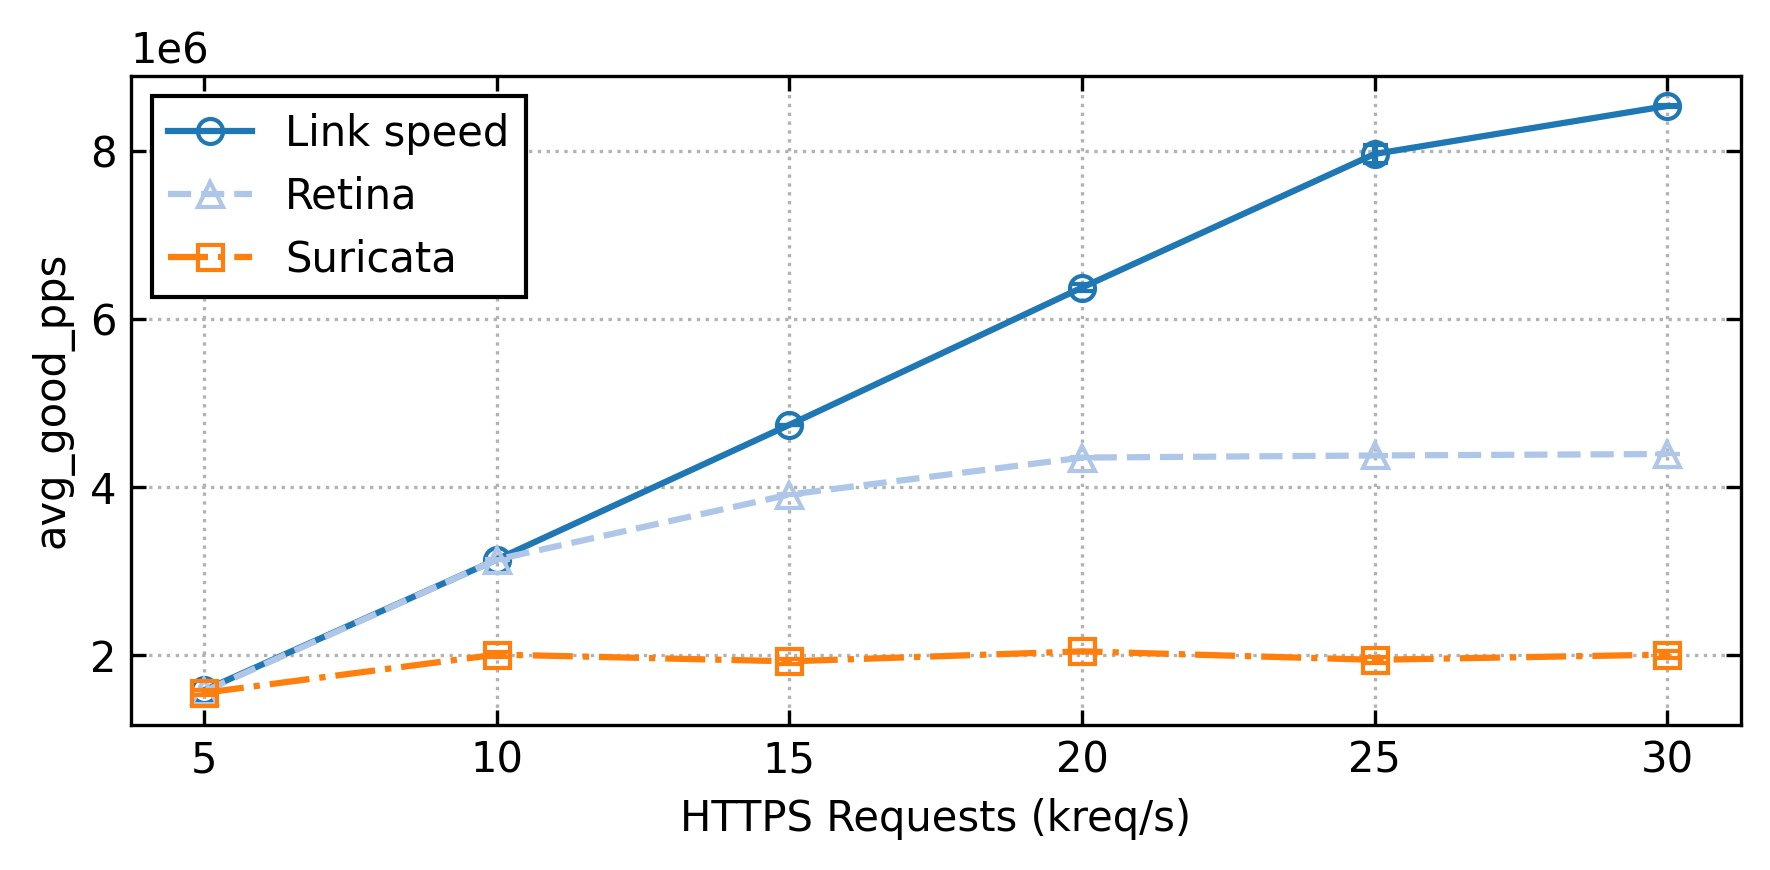 1e6
Link speed
Retina
Suricata
8
6
4
2
avg_good_pps
5 10 15 20 25 30
HTTPS Requests (kreq/s)